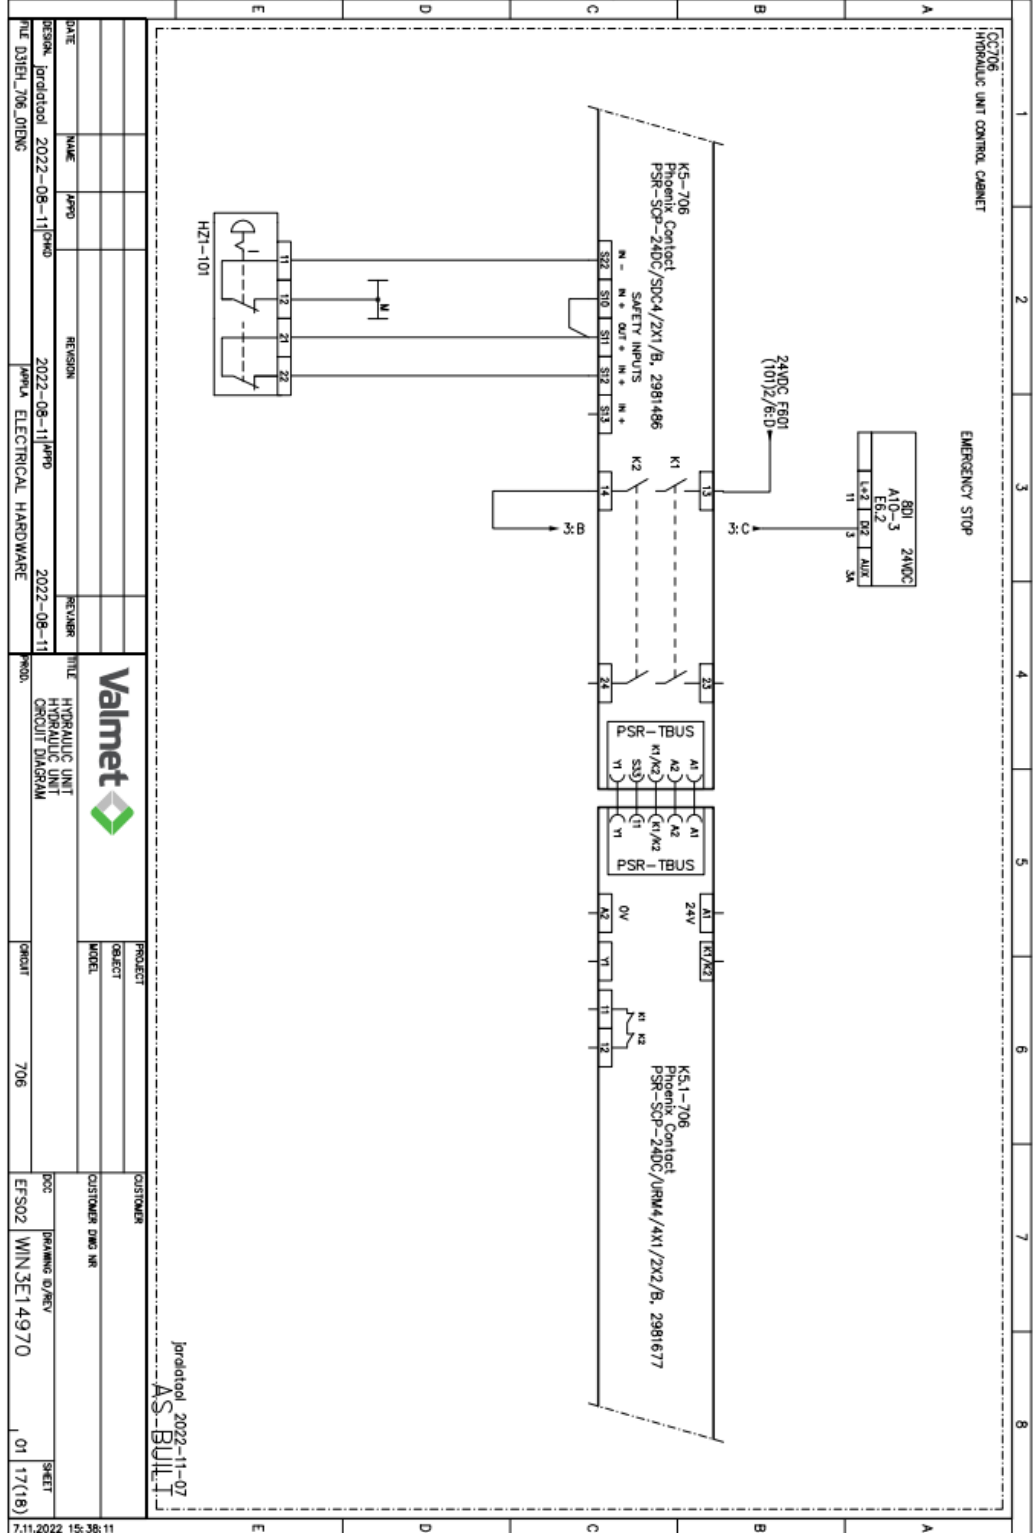 1 2 3 4 5 6 7 8
A
B
C
D
E
A
B
C
D
E
CC706
HYDRAULIC UNIT CONTROL CABINET
EMERGENCY STOP
8DI 24VDC
A10-3
E6.2
L+2 DI2 AUX
11 3 3A
24VDC F601
(101)2/6:D
3:C
K5-706
Phoenix Contact
PSR-SCP-24DC/SDC4/2X1/B, 2981486
SAFETY INPUTS
IN - IN + OUT + IN + IN +
S22 S10 S11 S12 S13
13
K1
K2
14
3:B
23
24
PSR-TBUS
A1
A2
K1/K2
S33
Y1
A1
A2
K1/K2
11
Y1
PSR-TBUS
A1 K1/K2
24V
0V
A2 Y1 11 12
K1 K2
K5.1-706
Phoenix Contact
PSR-SCP-24DC/URM4/4X1/2X2/B, 2981677
M
11 12 21 22
HZ1-101
jaralatool 2022-11-07
AS BUILT
DATE NAME APPD REVISION REV.NBR
DESIGN. jaralatool 2022-08-11 CHKD 2022-08-11 APPD 2022-08-11
FILE D31EH_706_01ENG APPLA ELECTRICAL HARDWARE
Valmet
TITLE HYDRAULIC UNIT
HYDRAULIC UNIT
CIRCUIT DIAGRAM
PROD.
PROJECT
OBJECT
MODEL
CIRCUIT 706
CUSTOMER
CUSTOMER DWG NR
DOC DRAWING ID/REV SHEET
EFS02 WIN3E14970 01 17(18)
7.11.2022 15:38:11